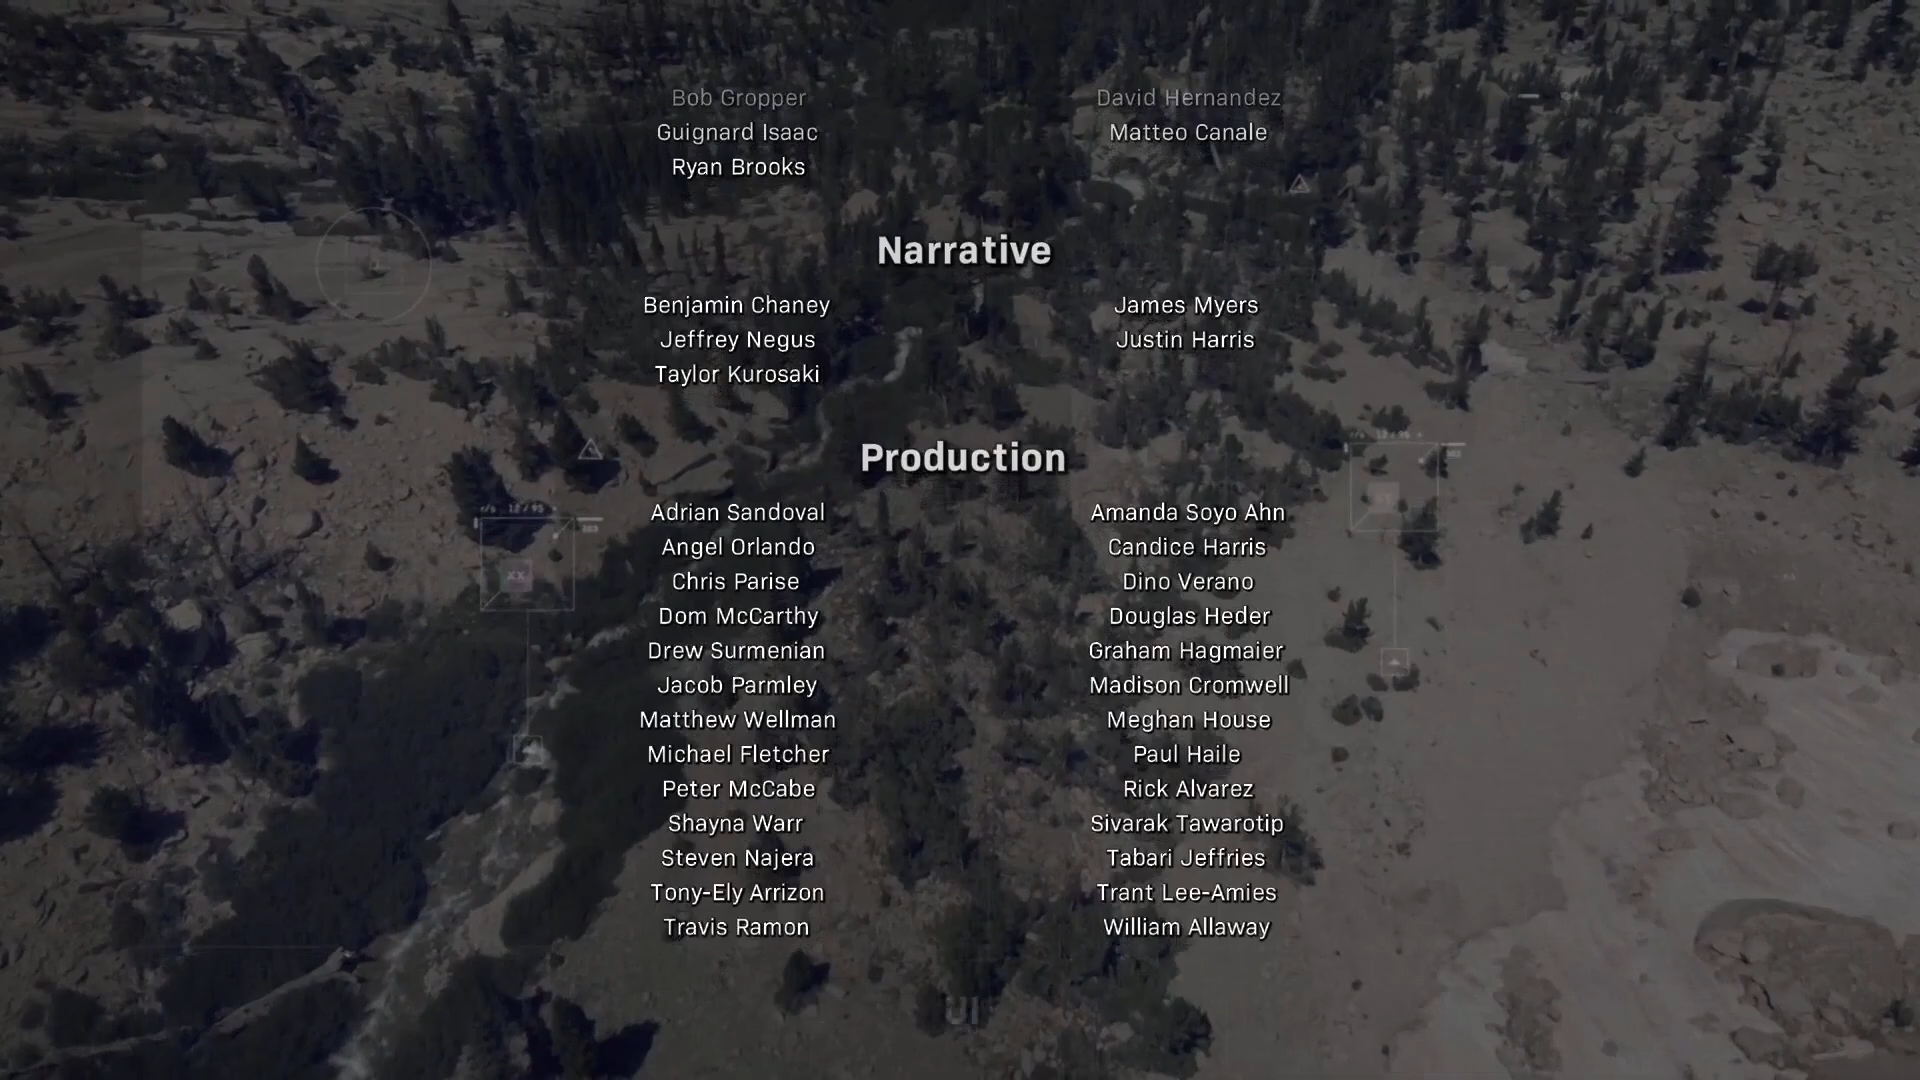 Bob Gropper David Hernandez
Guignard Isaac Matteo Canale
Ryan Brooks
Narrative
Benjamin Chaney James Myers
Jeffrey Negus Justin Harris
Taylor Kurosaki
Production
Adrian Sandoval Amanda Soyo Ahn
Angel Orlando Candice Harris
Chris Parise Dino Verano
Dom McCarthy Douglas Heder
Drew Surmenian Graham Hagmaier
Jacob Parmley Madison Cromwell
Matthew Wellman Meghan House
Michael Fletcher Paul Haile
Peter McCabe Rick Alvarez
Shayna Warr Sivarak Tawarotip
Steven Najera Tabari Jeffries
Tony-Ely Arrizon Trant Lee-Amies
Travis Ramon William Allaway
UI